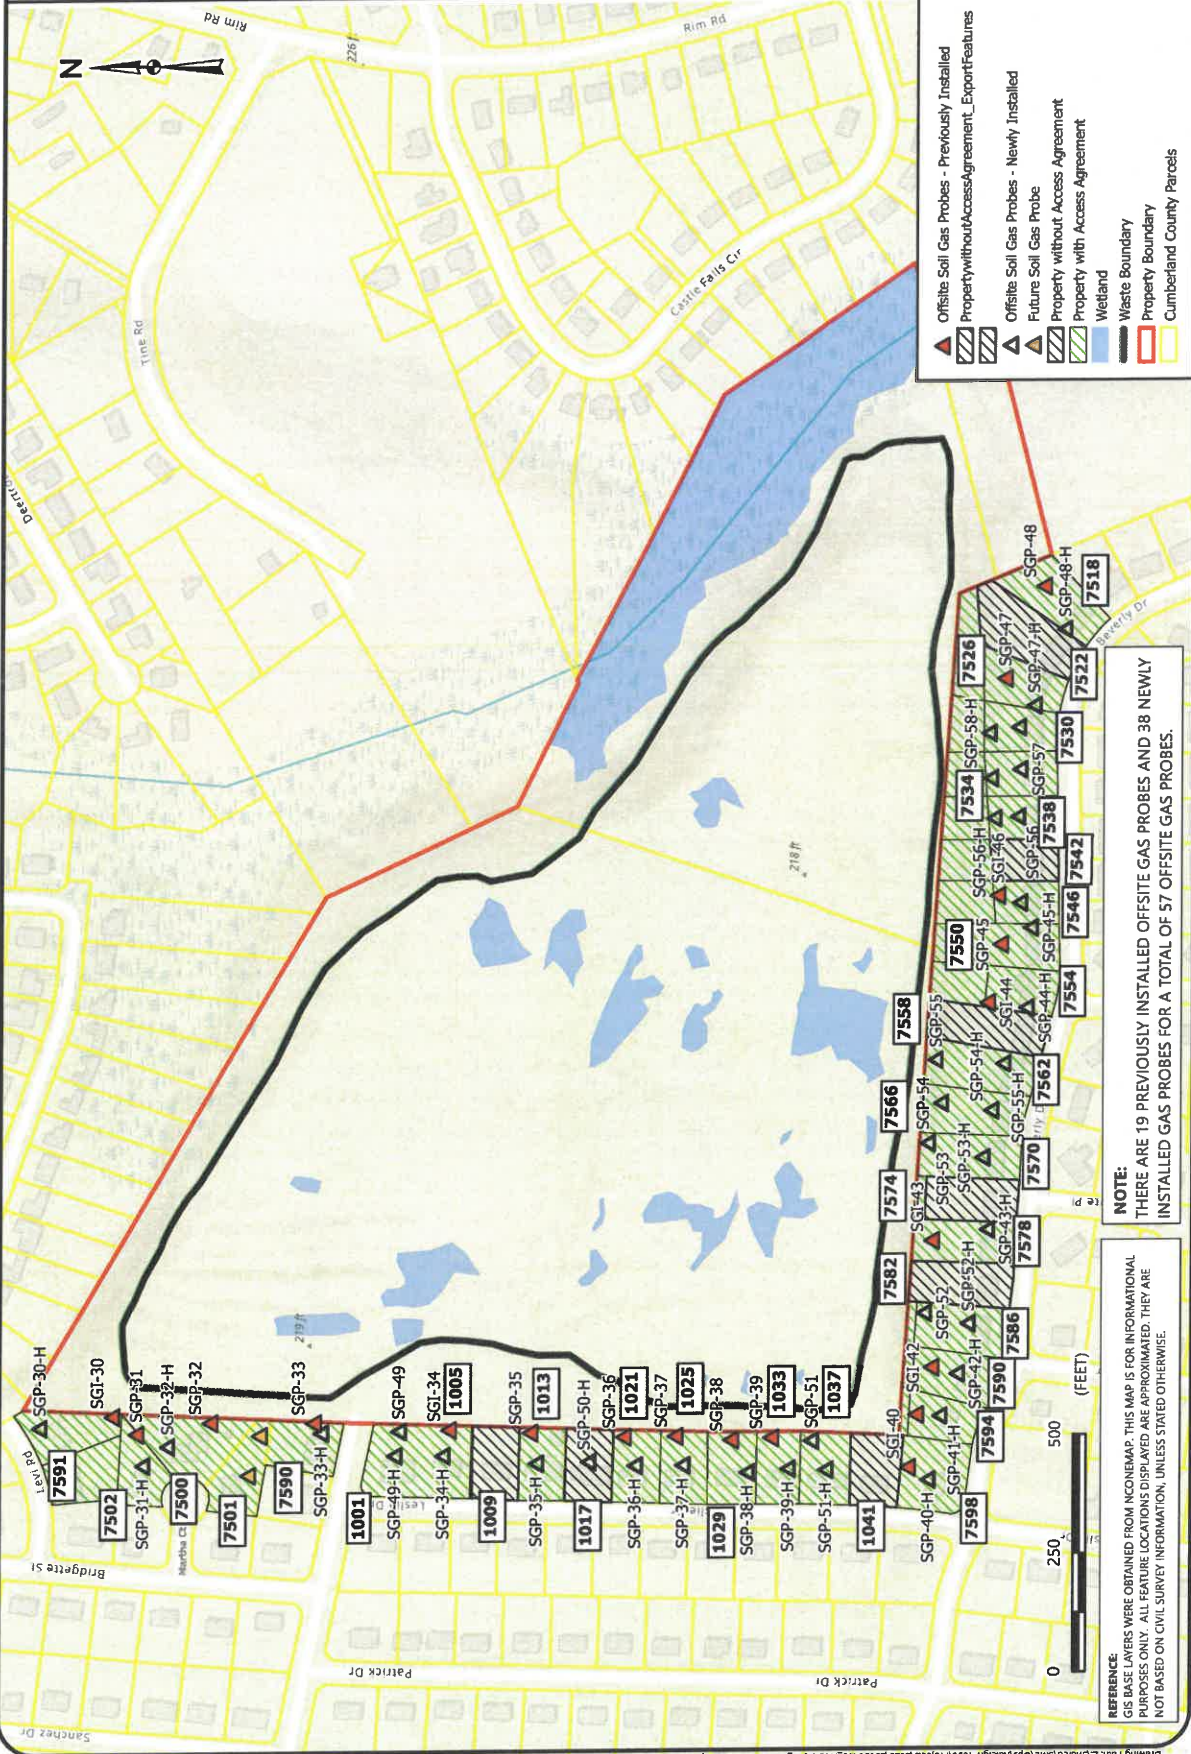 N
Rim Rd
Rim Rd
226 ft
Tine Rd
Castle Falls Cir
Levi Rd
Bridgette St
Sanchez Dr
Patrick Dr
Patrick Dr
Beverly Dr
219 ft
218 ft
SGP-30-H
7591
SGI-30
7502
SGP-31
SGP-31-H
SGP-32-H
7500
SGP-32
7501
7590
SGP-33
SGP-33-H
1001
SGP-49
SGP-49-H
SGI-34
SGP-34-H
1005
1009
SGP-35
SGP-35-H
1013
1017
SGP-50-H
SGP-36
SGP-36-H
1021
SGP-37
SGP-37-H
1025
1029
SGP-38
SGP-38-H
SGP-39
SGP-39-H
1033
SGP-51
SGP-51-H
1037
1041
SGI-40
SGP-40-H
7598
SGP-41-H
7594
SGI-42
SGP-42-H
7590
7586
7582
SGP-52
SGP-52-H
SGI-43
SGP-43-H
7578
7574
SGP-53
SGP-53-H
7570
7566
SGP-54
SGP-54-H
SGP-55-H
7562
7558
SGP-55
SGI-44
SGP-44-H
7554
7550
SGP-45
SGP-45-H
7546
SGP-56-H
SGI-46
SGP-56
7542
7538
7534
SGP-58-H
SGP-57
7530
7526
SGP-47
SGP-47-H
7522
SGP-48
SGP-48-H
7518
Offsite Soil Gas Probes - Previously Installed
PropertywithoutAccessAgreement_ExportFeatures
Offsite Soil Gas Probes - Newly Installed
Future Soil Gas Probe
Property without Access Agreement
Property with Access Agreement
Wetland
Waste Boundary
Property Boundary
Cumberland County Parcels
NOTE:
THERE ARE 19 PREVIOUSLY INSTALLED OFFSITE GAS PROBES AND 38 NEWLY
INSTALLED GAS PROBES FOR A TOTAL OF 57 OFFSITE GAS PROBES.
0 250 500
(FEET)
REFERENCE:
GIS BASE LAYERS WERE OBTAINED FROM NCONEMAP. THIS MAP IS FOR INFORMATIONAL
PURPOSES ONLY. ALL FEATURE LOCATIONS DISPLAYED ARE APPROXIMATED. THEY ARE
NOT BASED ON CIVIL SURVEY INFORMATION, UNLESS STATED OTHERWISE.